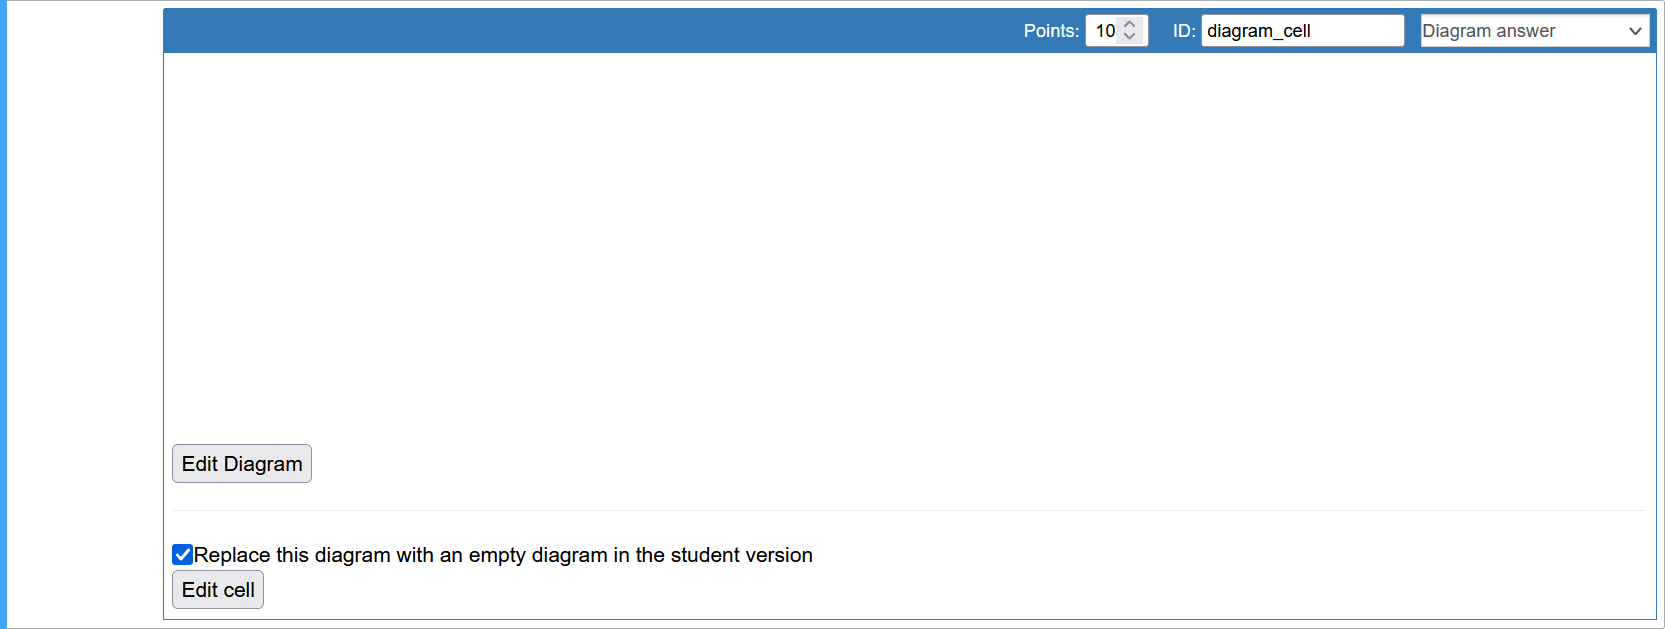 Points: 10 ID: diagram_cell Diagram answer
Edit Diagram
Replace this diagram with an empty diagram in the student version
Edit cell